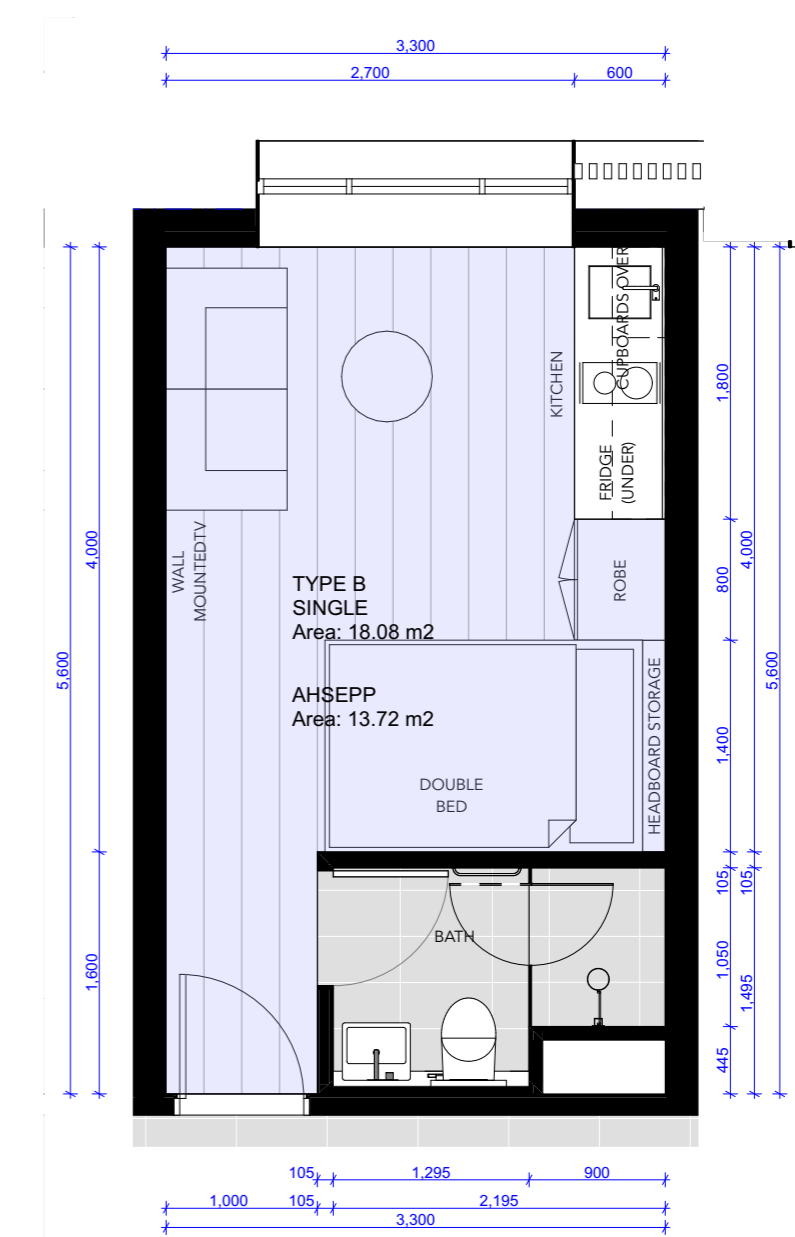 3,300
2,700
600
CUPBOARDS OVER
KITCHEN
FRIDGE
(UNDER)
WALL
MOUNTEDTV
ROBE
TYPE B
SINGLE
Area: 18.08 m2
AHSEPP
Area: 13.72 m2
HEADBOARD STORAGE
DOUBLE
BED
BATH
5,600
4,000
1,600
1,800
800
1,400
105
1,050
445
4,000
105
1,495
5,600
105
1,295
900
1,000
105
2,195
3,300